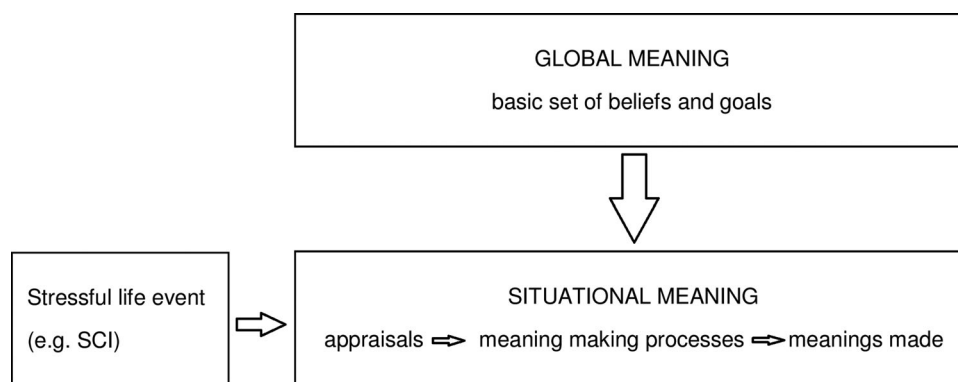 GLOBAL MEANING
basic set of beliefs and goals
Stressful life event
(e.g. SCI)
SITUATIONAL MEANING
appraisals meaning making processes meanings made